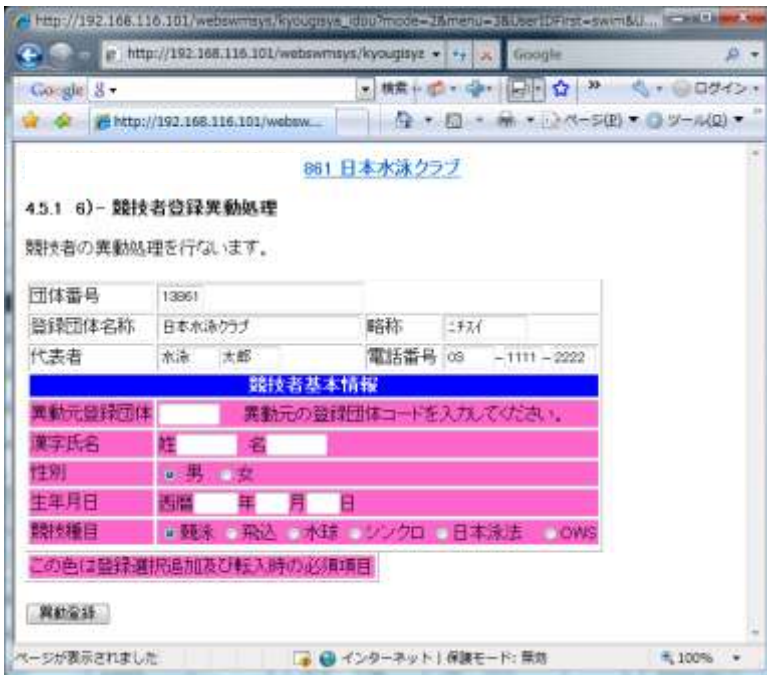 http://192.168.116.101/webswmsys/kyougisya_idou?mode=2&menu=3&UserIDFirst=swim&U...
http://192.168.116.101/webswmsys/kyougisyz
Google
Google
検索
ログイン
http://192.168.116.101/websw...
ページ(P)
ツール(O)
861 日本水泳クラブ
4.5.1 6)- 競技者登録異動処理
競技者の異動処理を行ないます。
団体番号 13861
登録団体名称 日本水泳クラブ 略称 ニチスイ
代表者 水泳 太郎 電話番号 03 - 1111 - 2222
競技者基本情報
異動元登録団体 異動元の登録団体コードを入力してください。
漢字氏名 姓 名
性別 男 女
生年月日 西暦 年 月 日
競技種目 競泳 飛込 水球 シンクロ 日本泳法 OWS
この色は登録選択追加及び転入時の必須項目
異動登録
ページが表示されました
インターネット | 保護モード: 無効
100%